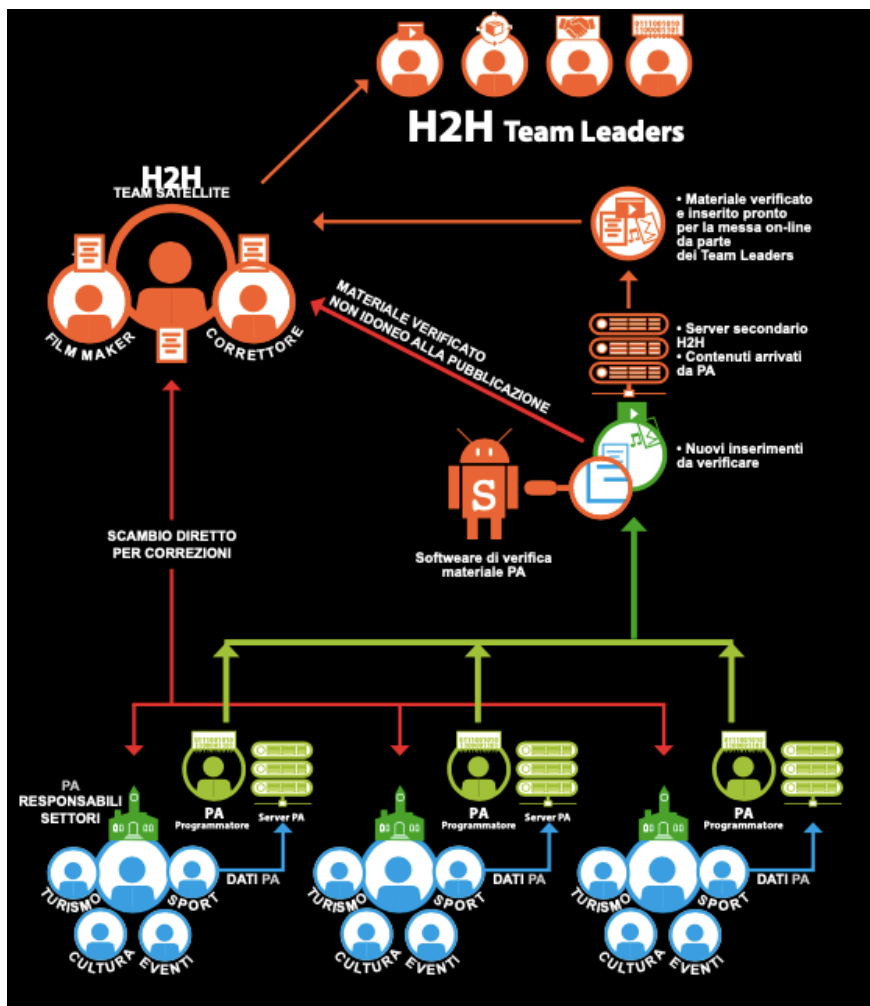 0111001010
1100001101
H2H Team Leaders
H2H
TEAM SATELLITE
FILM MAKER
CORRETTORE
• Materiale verificato
e inserito pronto
per la messa on-line
da parte
dei Team Leaders
MATERIALE VERIFICATO
NON IDONEO ALLA PUBBLICAZIONE
• Server secondario
H2H
• Contenuti arrivati
da PA
• Nuovi inserimenti
da verificare
S
Softweare di verifica
materiale PA
SCAMBIO DIRETTO
PER CORREZIONI
PA
RESPONSABILI
SETTORI
PA
Programmatore
Server PA
TURISMO
SPORT
CULTURA
EVENTI
DATI PA
PA
Programmatore
Server PA
TURISMO
SPORT
CULTURA
EVENTI
DATI PA
PA
Programmatore
TURISMO
SPORT
CULTURA
EVENTI
DATI PA